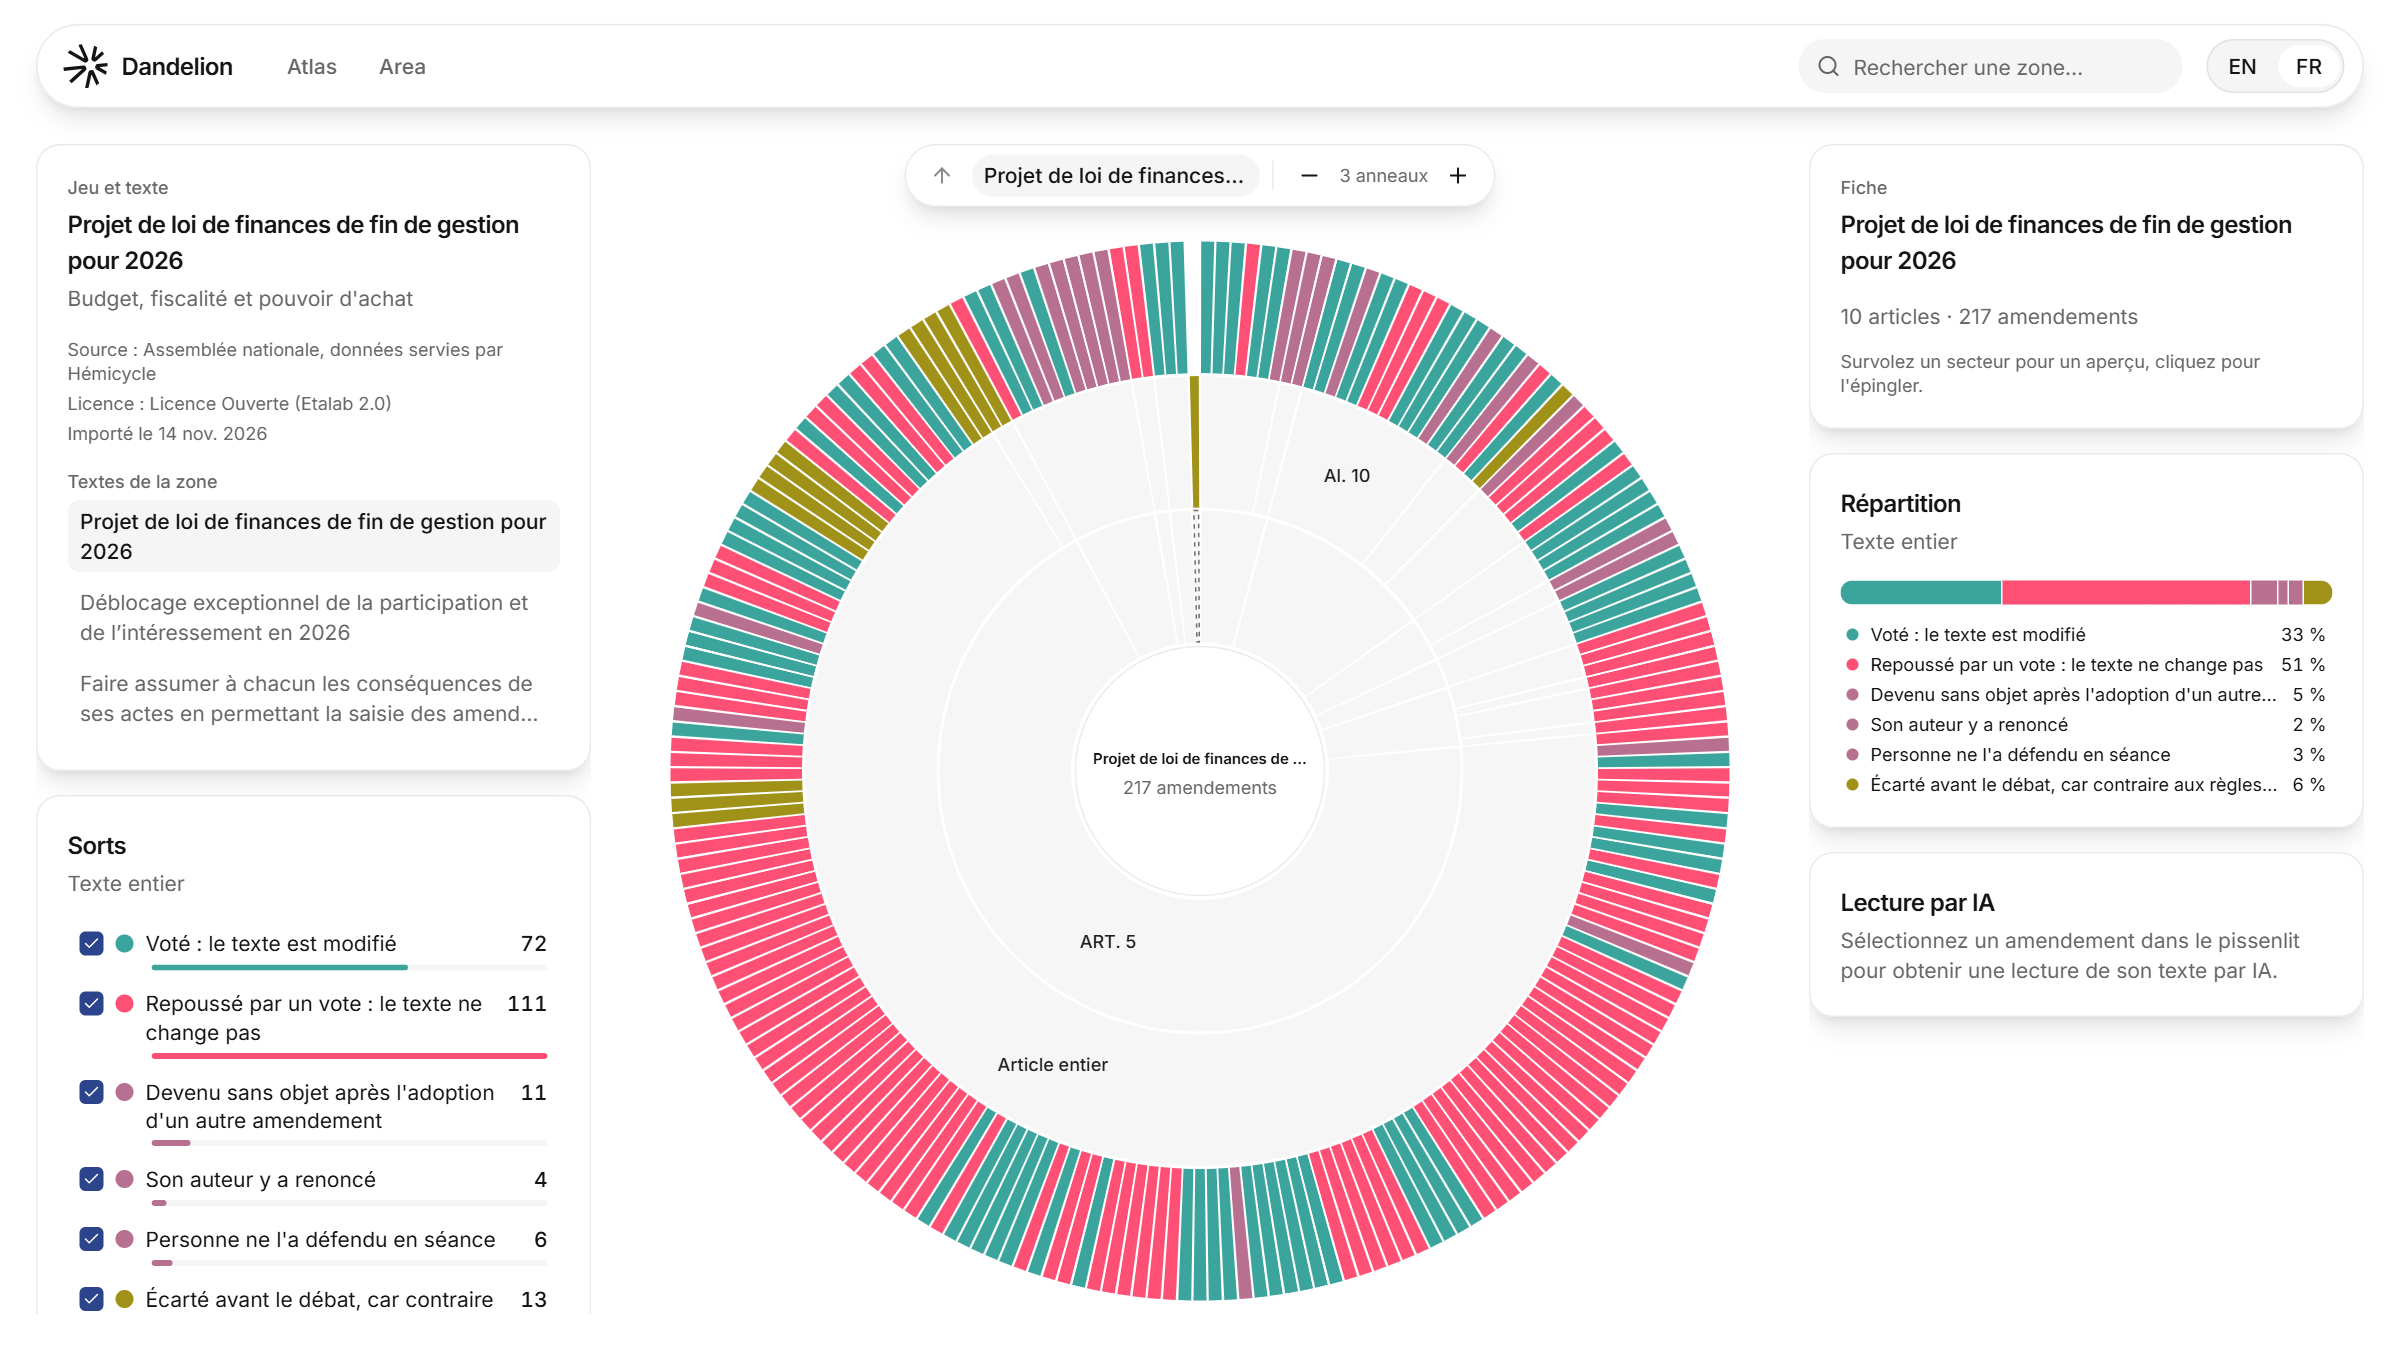 Dandelion
Atlas
Area
Rechercher une zone...
EN
FR
Jeu et texte
Projet de loi de finances de fin de gestion
pour 2026
Budget, fiscalité et pouvoir d'achat
Source : Assemblée nationale, données servies par
Hémicycle
Licence : Licence Ouverte (Etalab 2.0)
Importé le 14 nov. 2026
Textes de la zone
Projet de loi de finances de fin de gestion pour
2026
Déblocage exceptionnel de la participation et
de l’intéressement en 2026
Faire assumer à chacun les conséquences de
ses actes en permettant la saisie des amend...
Sorts
Texte entier
Voté : le texte est modifié 72
Repoussé par un vote : le texte ne 111
change pas
Devenu sans objet après l'adoption 11
d'un autre amendement
Son auteur y a renoncé 4
Personne ne l'a défendu en séance 6
Écarté avant le débat, car contraire 13
Projet de loi de finances...
3 anneaux
Al. 10
Projet de loi de finances de ...
217 amendements
ART. 5
Article entier
Fiche
Projet de loi de finances de fin de gestion
pour 2026
10 articles · 217 amendements
Survolez un secteur pour un aperçu, cliquez pour
l'épingler.
Répartition
Texte entier
Voté : le texte est modifié 33 %
Repoussé par un vote : le texte ne change pas 51 %
Devenu sans objet après l'adoption d'un autre... 5 %
Son auteur y a renoncé 2 %
Personne ne l'a défendu en séance 3 %
Écarté avant le débat, car contraire aux règles... 6 %
Lecture par IA
Sélectionnez un amendement dans le pissenlit
pour obtenir une lecture de son texte par IA.